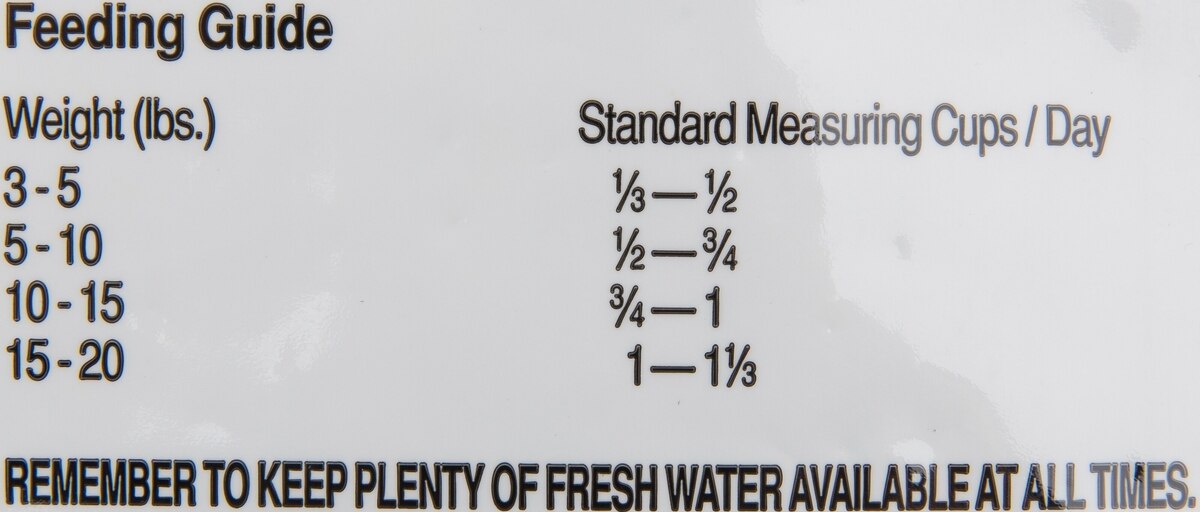 Feeding Guide
Weight (lbs.) Standard Measuring Cups / Day
3 - 5 ⅓ — ½
5 - 10 ½ — ¾
10 - 15 ¾ — 1
15 - 20 1 — 1⅓
REMEMBER TO KEEP PLENTY OF FRESH WATER AVAILABLE AT ALL TIMES.